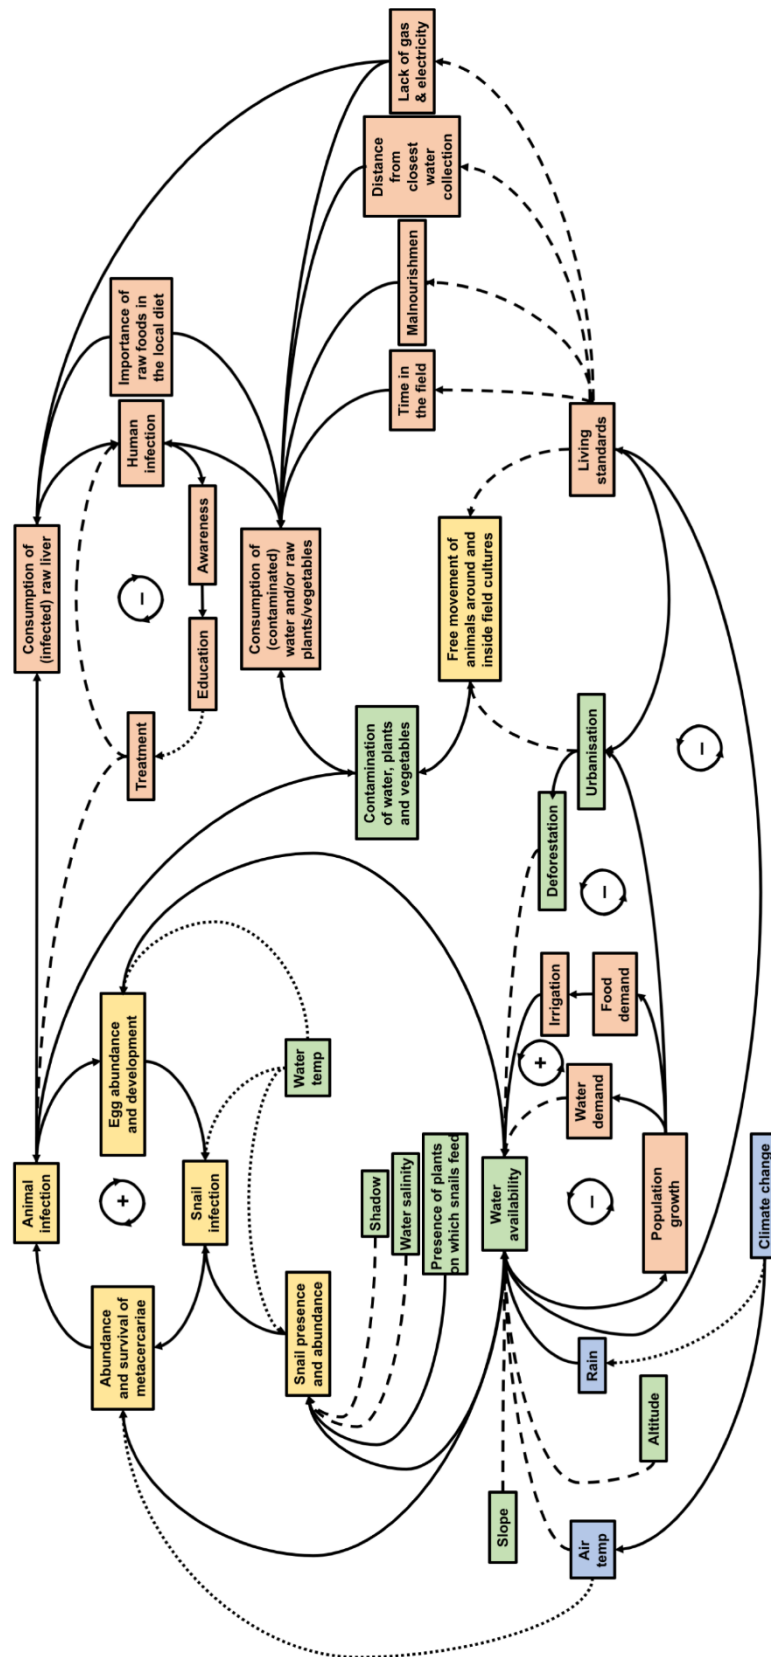 Animal
infection
Consumption of
(infected) raw liver
Abundance
and survival of
metacercariae
+
Egg abundance
and development
Treatment
−
Human
infection
Importance of
raw foods in
the local diet
Snail
infection
Education
Awareness
Snail presence
and abundance
Water
temp
Consumption of
(contaminated)
water and/or raw
plants/vegetables
Shadow
Water salinity
Presence of plants
on which snails feed
Contamination
of water, plants
and vegetables
Time in
the field
Malnourishmen
Distance
from
closest
water
collection
Lack of gas
& electricity
Slope
Water
availability
Free movement of
animals around and
inside field cultures
Deforestation
Irrigation
+
Air
temp
Rain
Altitude
−
Water
demand
Food
demand
−
Urbanisation
Living
standards
Population
growth
−
Climate change